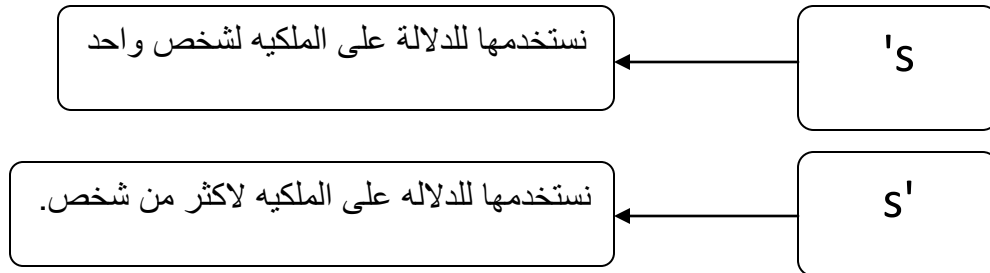 's
نستخدمها للدلالة على الملكيه لشخص واحد
s'
نستخدمها للدلاله على الملكيه لاكثر من شخص.